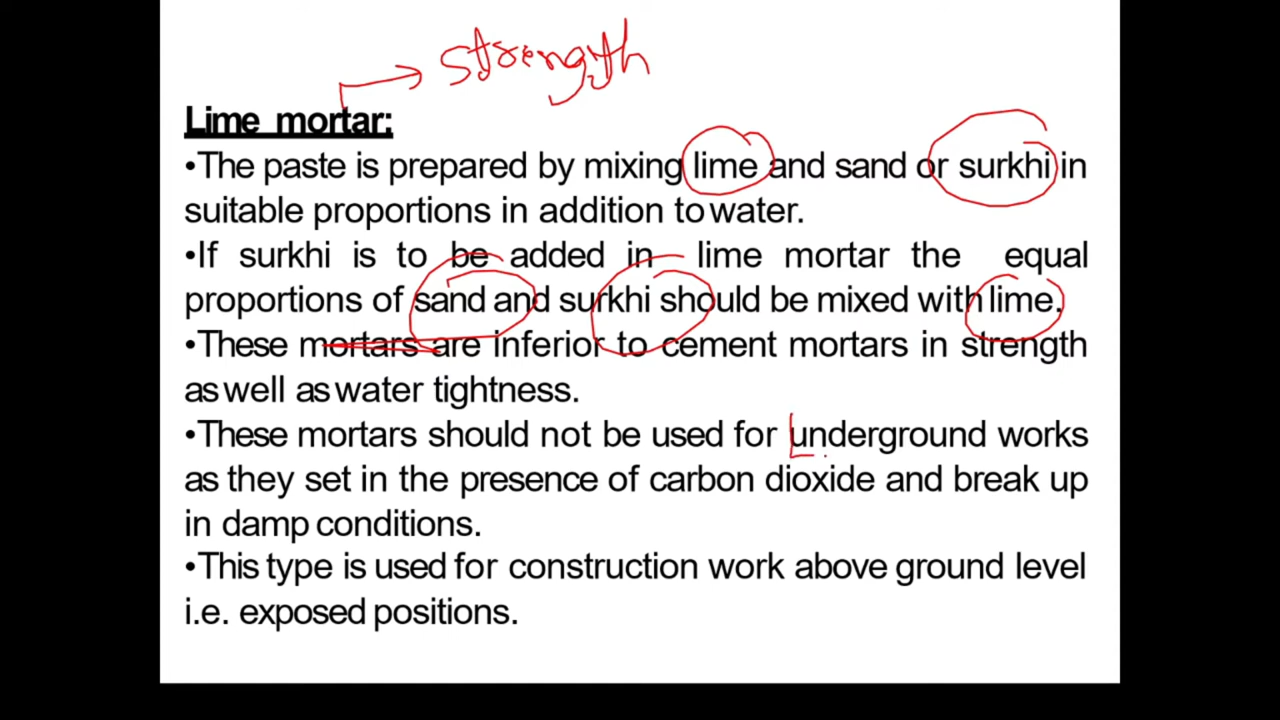 strength
Lime mortar:
•The paste is prepared by mixing lime and sand or surkhi in
suitable proportions in addition to water.
•If surkhi is to be added in lime mortar the equal
proportions of sand and surkhi should be mixed with lime.
•These mortars are inferior to cement mortars in strength
as well as water tightness.
•These mortars should not be used for underground works
as they set in the presence of carbon dioxide and break up
in damp conditions.
•This type is used for construction work above ground level
i.e. exposed positions.